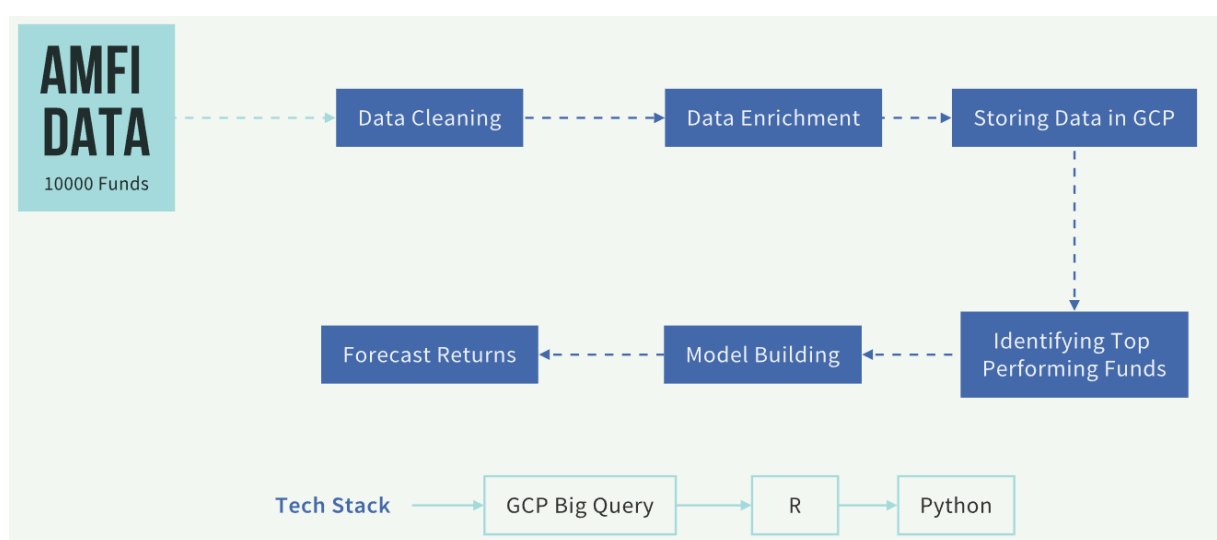 AMFI
DATA
10000 Funds
Data Cleaning
Data Enrichment
Storing Data in GCP
Identifying Top
Performing Funds
Model Building
Forecast Returns
Tech Stack
GCP Big Query
R
Python